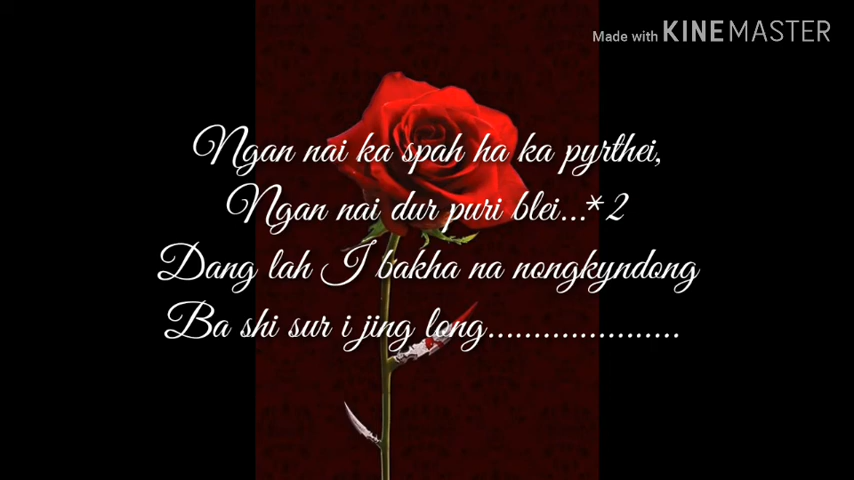 Made with KINEMASTER
Ngan nai ka spah ha ka pyrthei,
Ngan nai dur puri blei...*2
Dang lah I bakha na nongkyndong
Ba shi sur i jing long....................